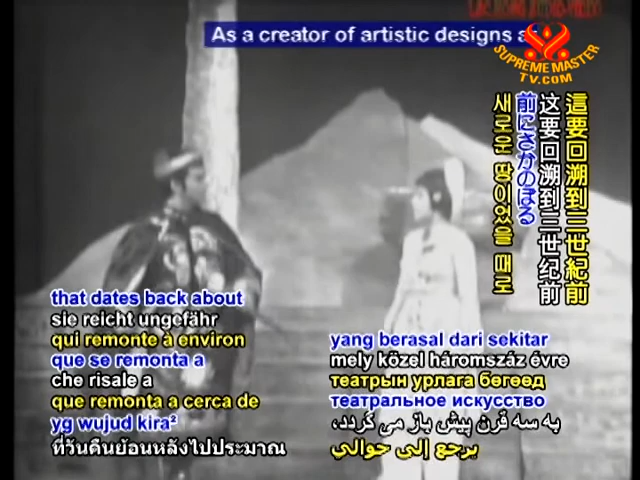 As a creator of artistic designs
SUPREME MASTER
TV.COM
這要回溯到三世紀前
这要回溯到三世纪前
前にさかのぼる
새로운 땅이었을 때로
that dates back about
sie reicht ungefähr
qui remonte à environ
que se remonta a
che risale a
que remonta a cerca de
yg wujud kira²
ที่วันคืนย้อนหลังไปประมาณ
yang berasal dari sekitar
mely közel háromszáz évre
театрын урлага бөгөөд
театральное искусство
به سه قرن پیش باز می گردد،
يرجع إلى حوالي